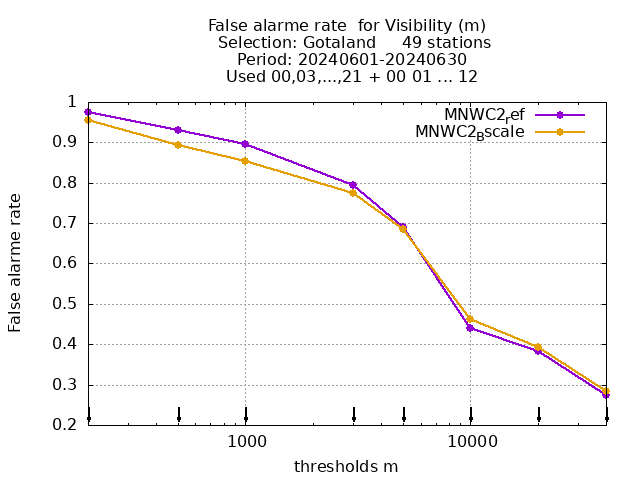 False alarme rate  for Visibility (m)
Selection: Gotaland     49 stations
Period: 20240601-20240630
Used 00,03,...,21 + 00 01 ... 12
MNWC2ref
MNWC2Bscale
1
0.9
0.8
0.7
0.6
0.5
0.4
0.3
0.2
False alarme rate
1000
10000
thresholds m